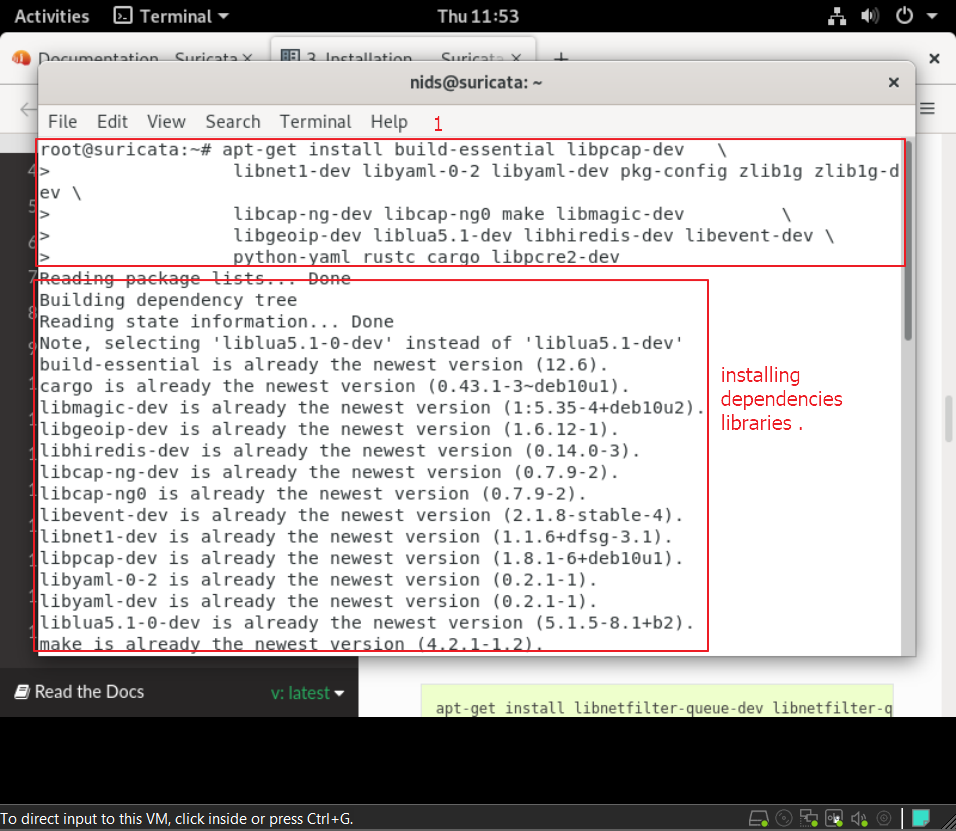 Activities Terminal Thu 11:53
Documentation Suricata × 3. Installation Suricata × +
nids@suricata: ~ ×
File Edit View Search Terminal Help 1
root@suricata:~# apt-get install build-essential libpcap-dev \
> libnet1-dev libyaml-0-2 libyaml-dev pkg-config zlib1g zlib1g-d
ev \
> libcap-ng-dev libcap-ng0 make libmagic-dev \
> libgeoip-dev liblua5.1-dev libhiredis-dev libevent-dev \
> python-yaml rustc cargo libpcre2-dev
Reading package lists... Done
Building dependency tree
Reading state information... Done
Note, selecting 'liblua5.1-0-dev' instead of 'liblua5.1-dev'
build-essential is already the newest version (12.6).
cargo is already the newest version (0.43.1-3~deb10u1).
libmagic-dev is already the newest version (1:5.35-4+deb10u2).
libgeoip-dev is already the newest version (1.6.12-1).
libhiredis-dev is already the newest version (0.14.0-3).
libcap-ng-dev is already the newest version (0.7.9-2).
libcap-ng0 is already the newest version (0.7.9-2).
libevent-dev is already the newest version (2.1.8-stable-4).
libnet1-dev is already the newest version (1.1.6+dfsg-3.1).
libpcap-dev is already the newest version (1.8.1-6+deb10u1).
libyaml-0-2 is already the newest version (0.2.1-1).
libyaml-dev is already the newest version (0.2.1-1).
liblua5.1-0-dev is already the newest version (5.1.5-8.1+b2).
make is already the newest version (4.2.1-1.2).
installing
dependencies
libraries .
Read the Docs v: latest
apt-get install libnetfilter-queue-dev libnetfilter-q
To direct input to this VM, click inside or press Ctrl+G.